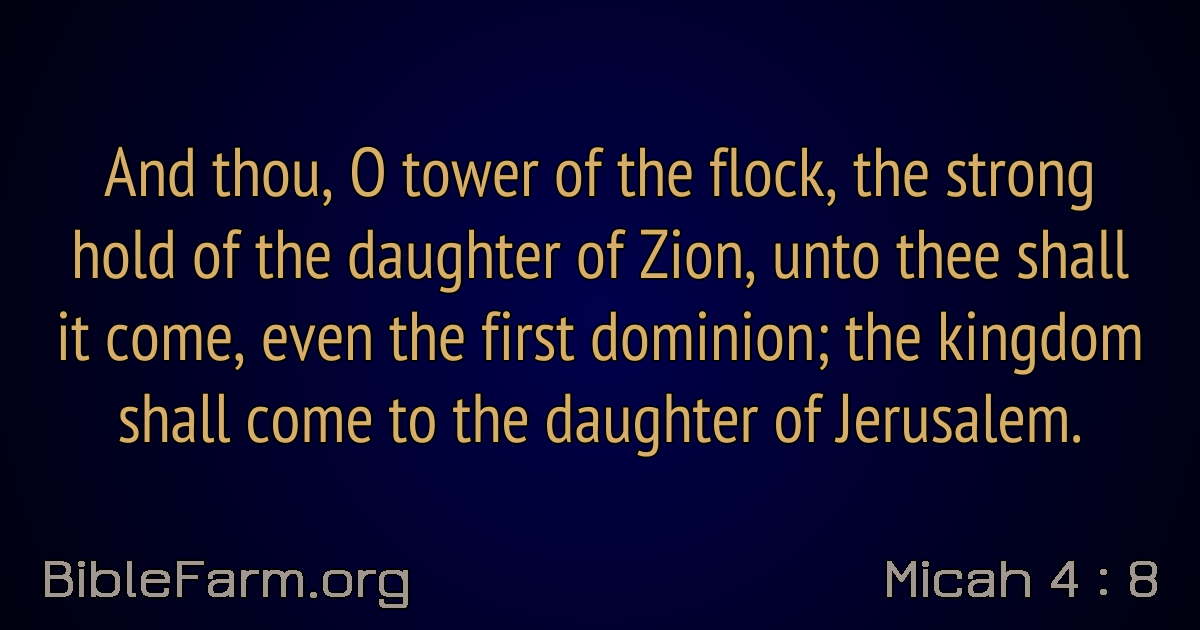 And thou, O tower of the flock, the strong
hold of the daughter of Zion, unto thee shall
it come, even the first dominion; the kingdom
shall come to the daughter of Jerusalem.
BibleFarm.org
Micah 4 : 8